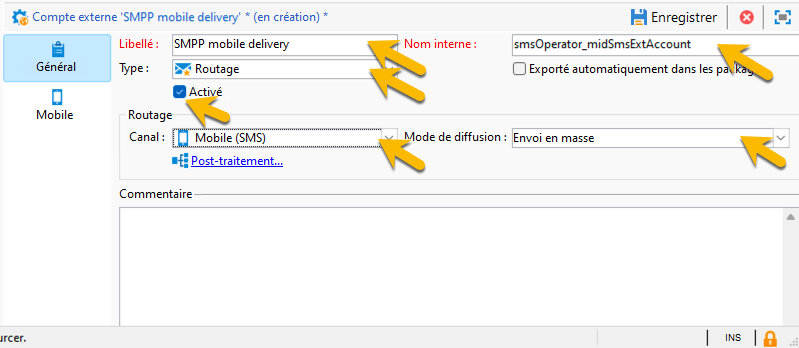 Compte externe 'SMPP mobile delivery' * (en création) *
Enregistrer
Général
Mobile
Libellé :
SMPP mobile delivery
Nom interne :
smsOperator_midSmsExtAccount
Type :
Routage
Exporté automatiquement dans les packag
Activé
Routage
Canal :
Mobile (SMS)
Mode de diffusion :
Envoi en masse
Post-traitement...
Commentaire
urcer.
INS